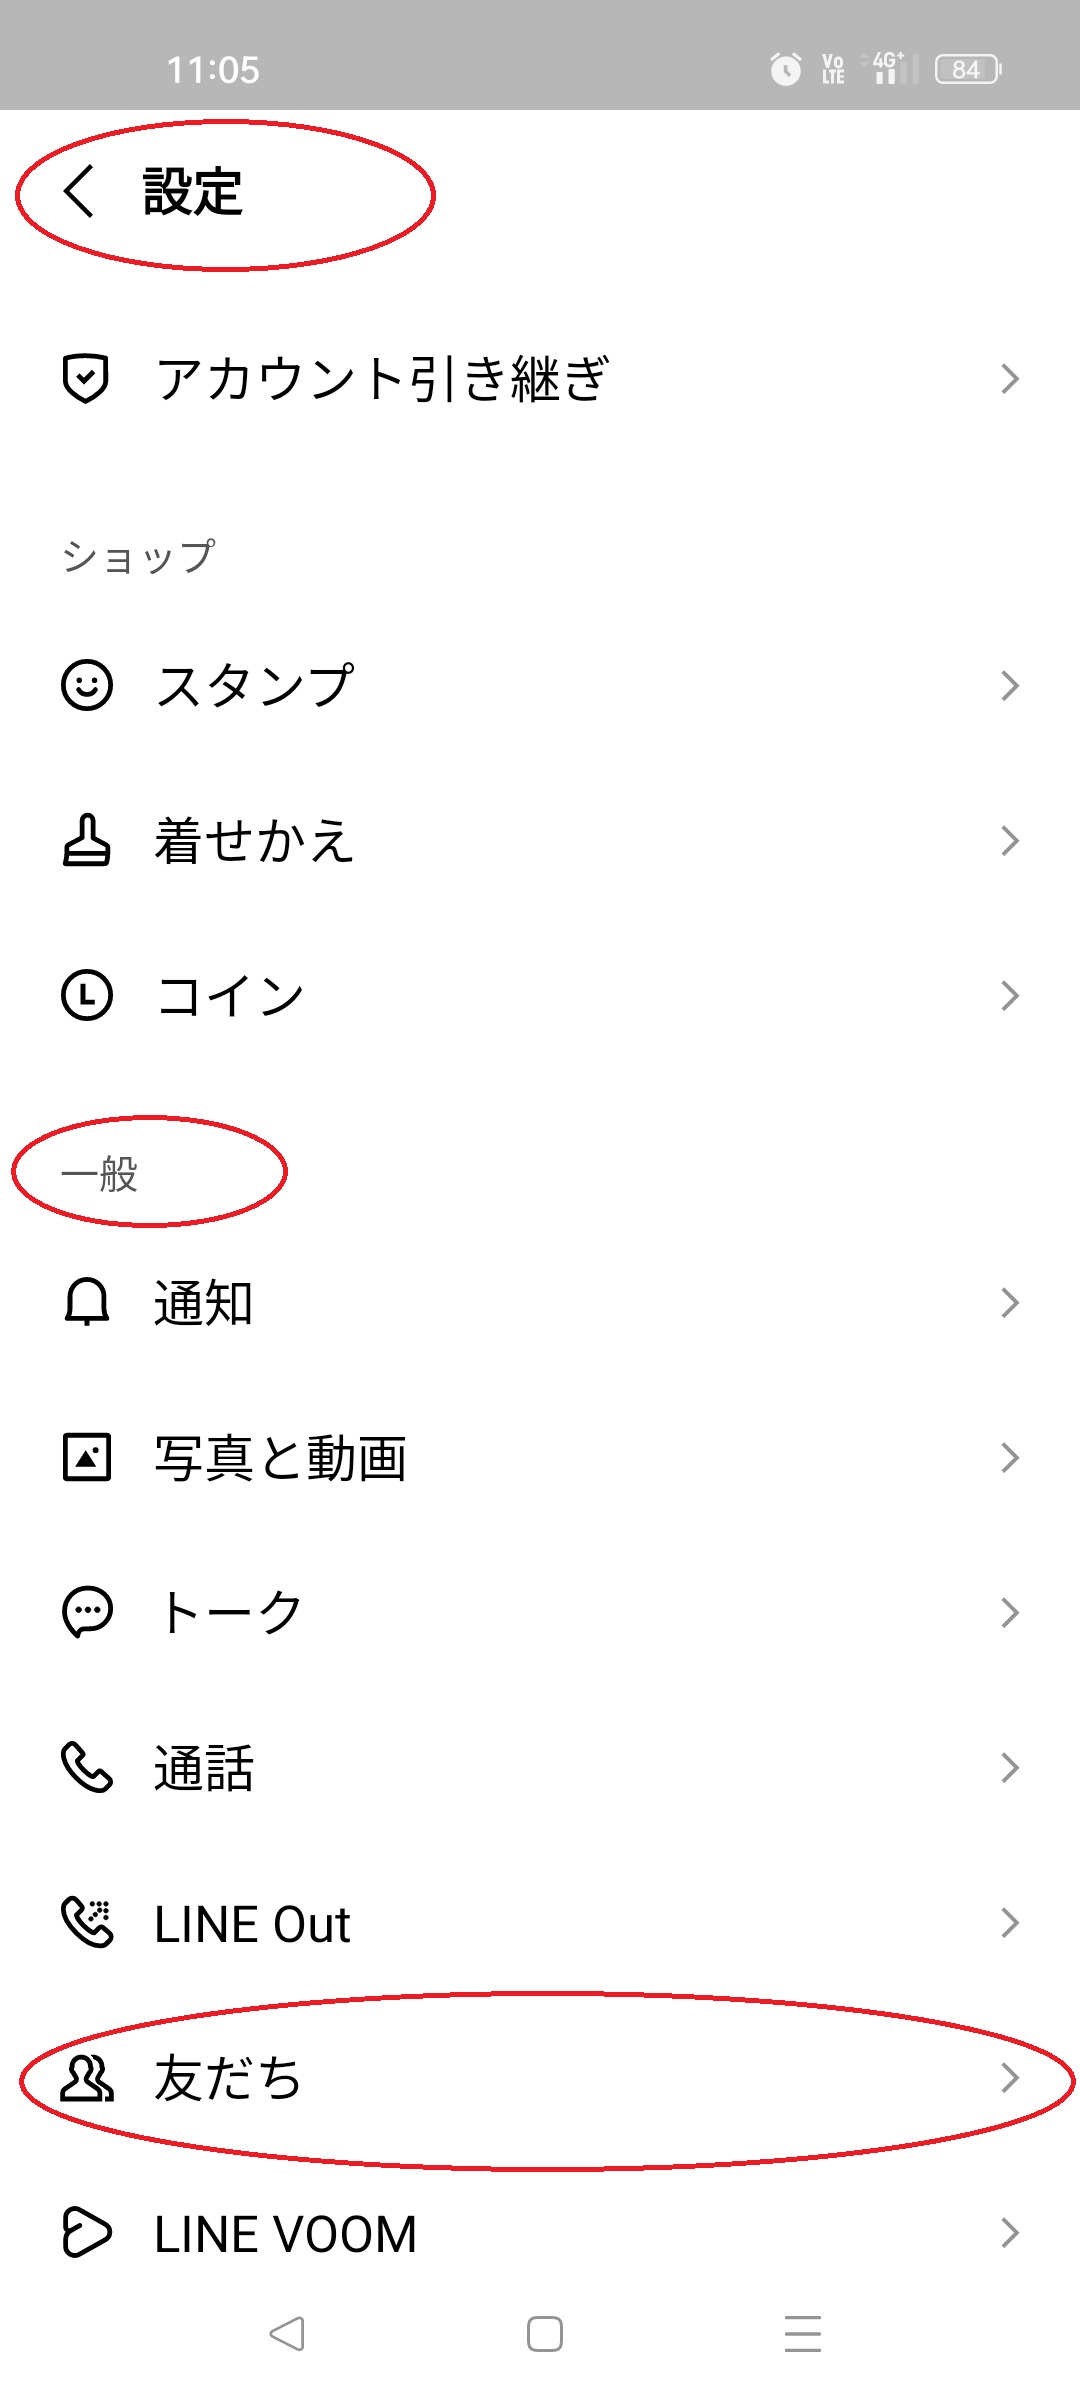 11:05 Vo LTE 4G+ 84
設定
アカウント引き継ぎ
ショップ
スタンプ
着せかえ
コイン
一般
通知
写真と動画
トーク
通話
LINE Out
友だち
LINE VOOM